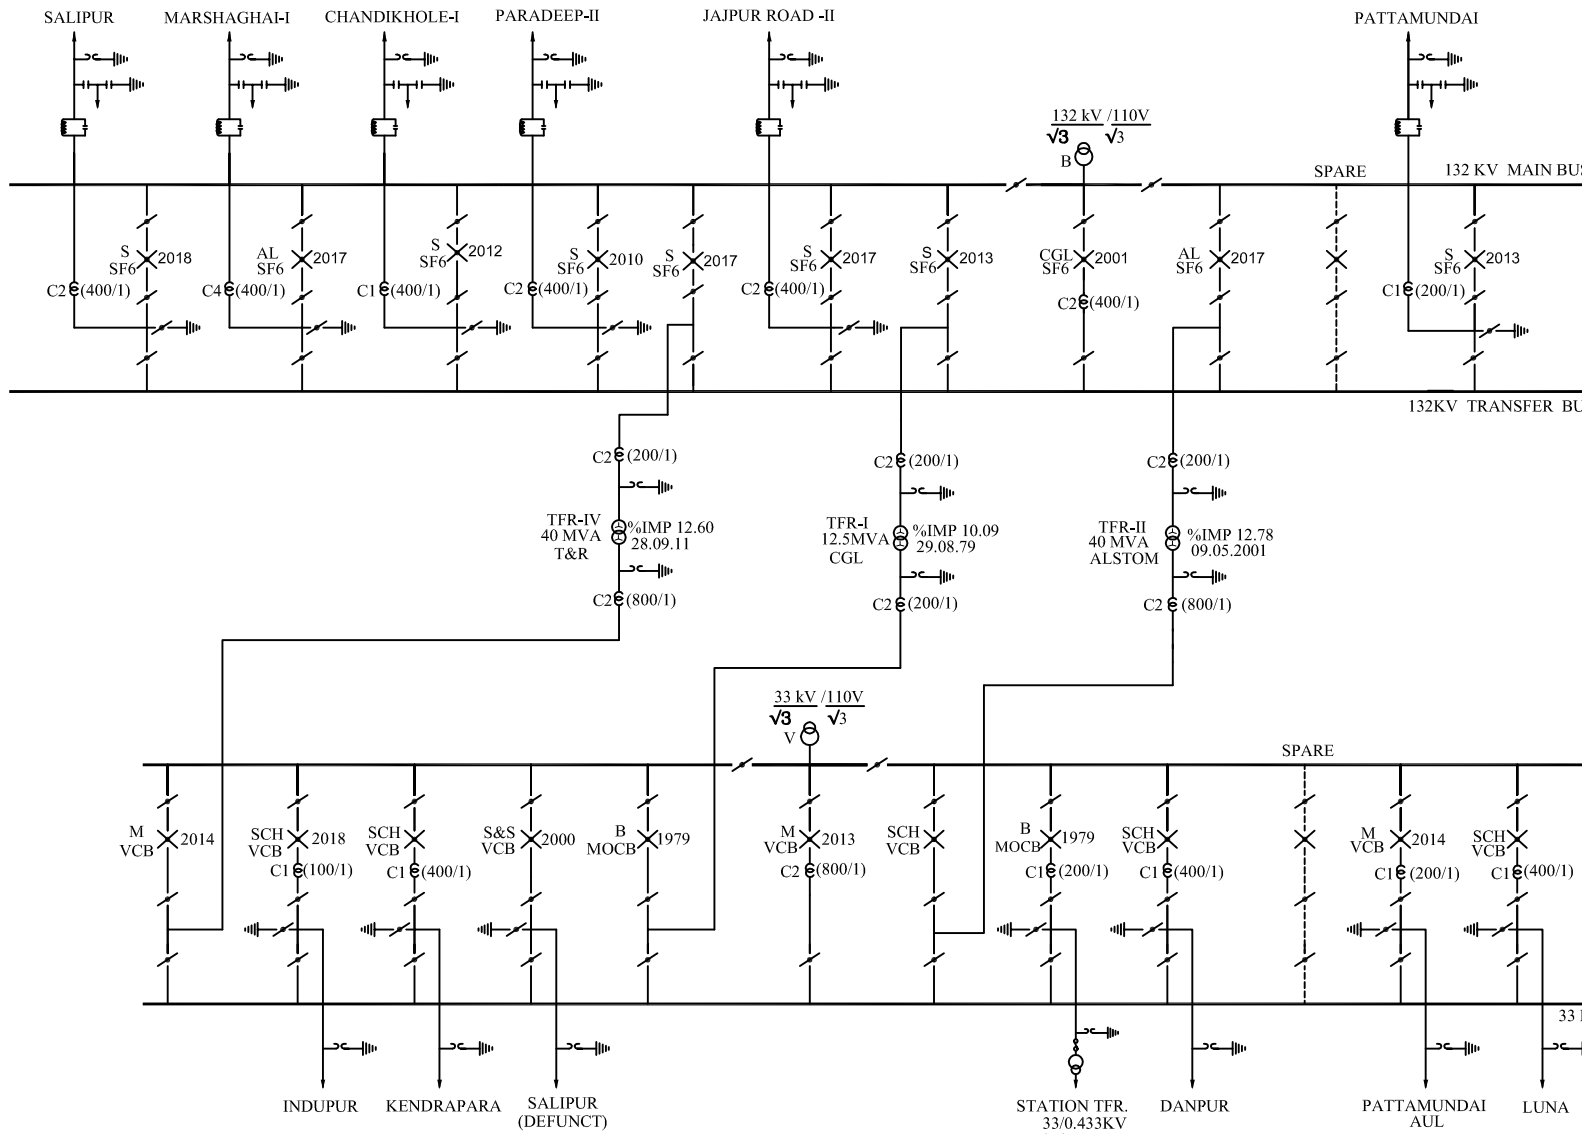 SALIPUR
MARSHAGHAI-I
CHANDIKHOLE-I
PARADEEP-II
JAJPUR ROAD -II
PATTAMUNDAI
132 kV /110V
√3 √3
B
SPARE
132 KV MAIN BUS
S
SF6
2018
AL
SF6
2017
S
SF6
2012
S
SF6
2010
S
SF6
2017
S
SF6
2017
S
SF6
2013
CGL
SF6
2001
AL
SF6
2017
S
SF6
2013
C2 (400/1)
C4 (400/1)
C1 (400/1)
C2 (400/1)
C2 (400/1)
C2 (400/1)
C1 (200/1)
132KV TRANSFER BU
C2 (200/1)
C2 (200/1)
C2 (200/1)
TFR-IV
40 MVA
T&R
%IMP 12.60
28.09.11
TFR-I
12.5MVA
CGL
%IMP 10.09
29.08.79
TFR-II
40 MVA
ALSTOM
%IMP 12.78
09.05.2001
C2 (800/1)
C2 (200/1)
C2 (800/1)
33 kV /110V
√3 √3
V
SPARE
M
VCB
2014
SCH
VCB
2018
SCH
VCB
S&S
VCB
2000
B
MOCB
1979
M
VCB
2013
SCH
VCB
B
MOCB
1979
SCH
VCB
M
VCB
2014
SCH
VCB
C1 (100/1)
C1 (400/1)
C2 (800/1)
C1 (200/1)
C1 (400/1)
C1 (200/1)
C1 (400/1)
33
INDUPUR
KENDRAPARA
SALIPUR
(DEFUNCT)
STATION TFR.
33/0.433KV
DANPUR
PATTAMUNDAI
AUL
LUNA